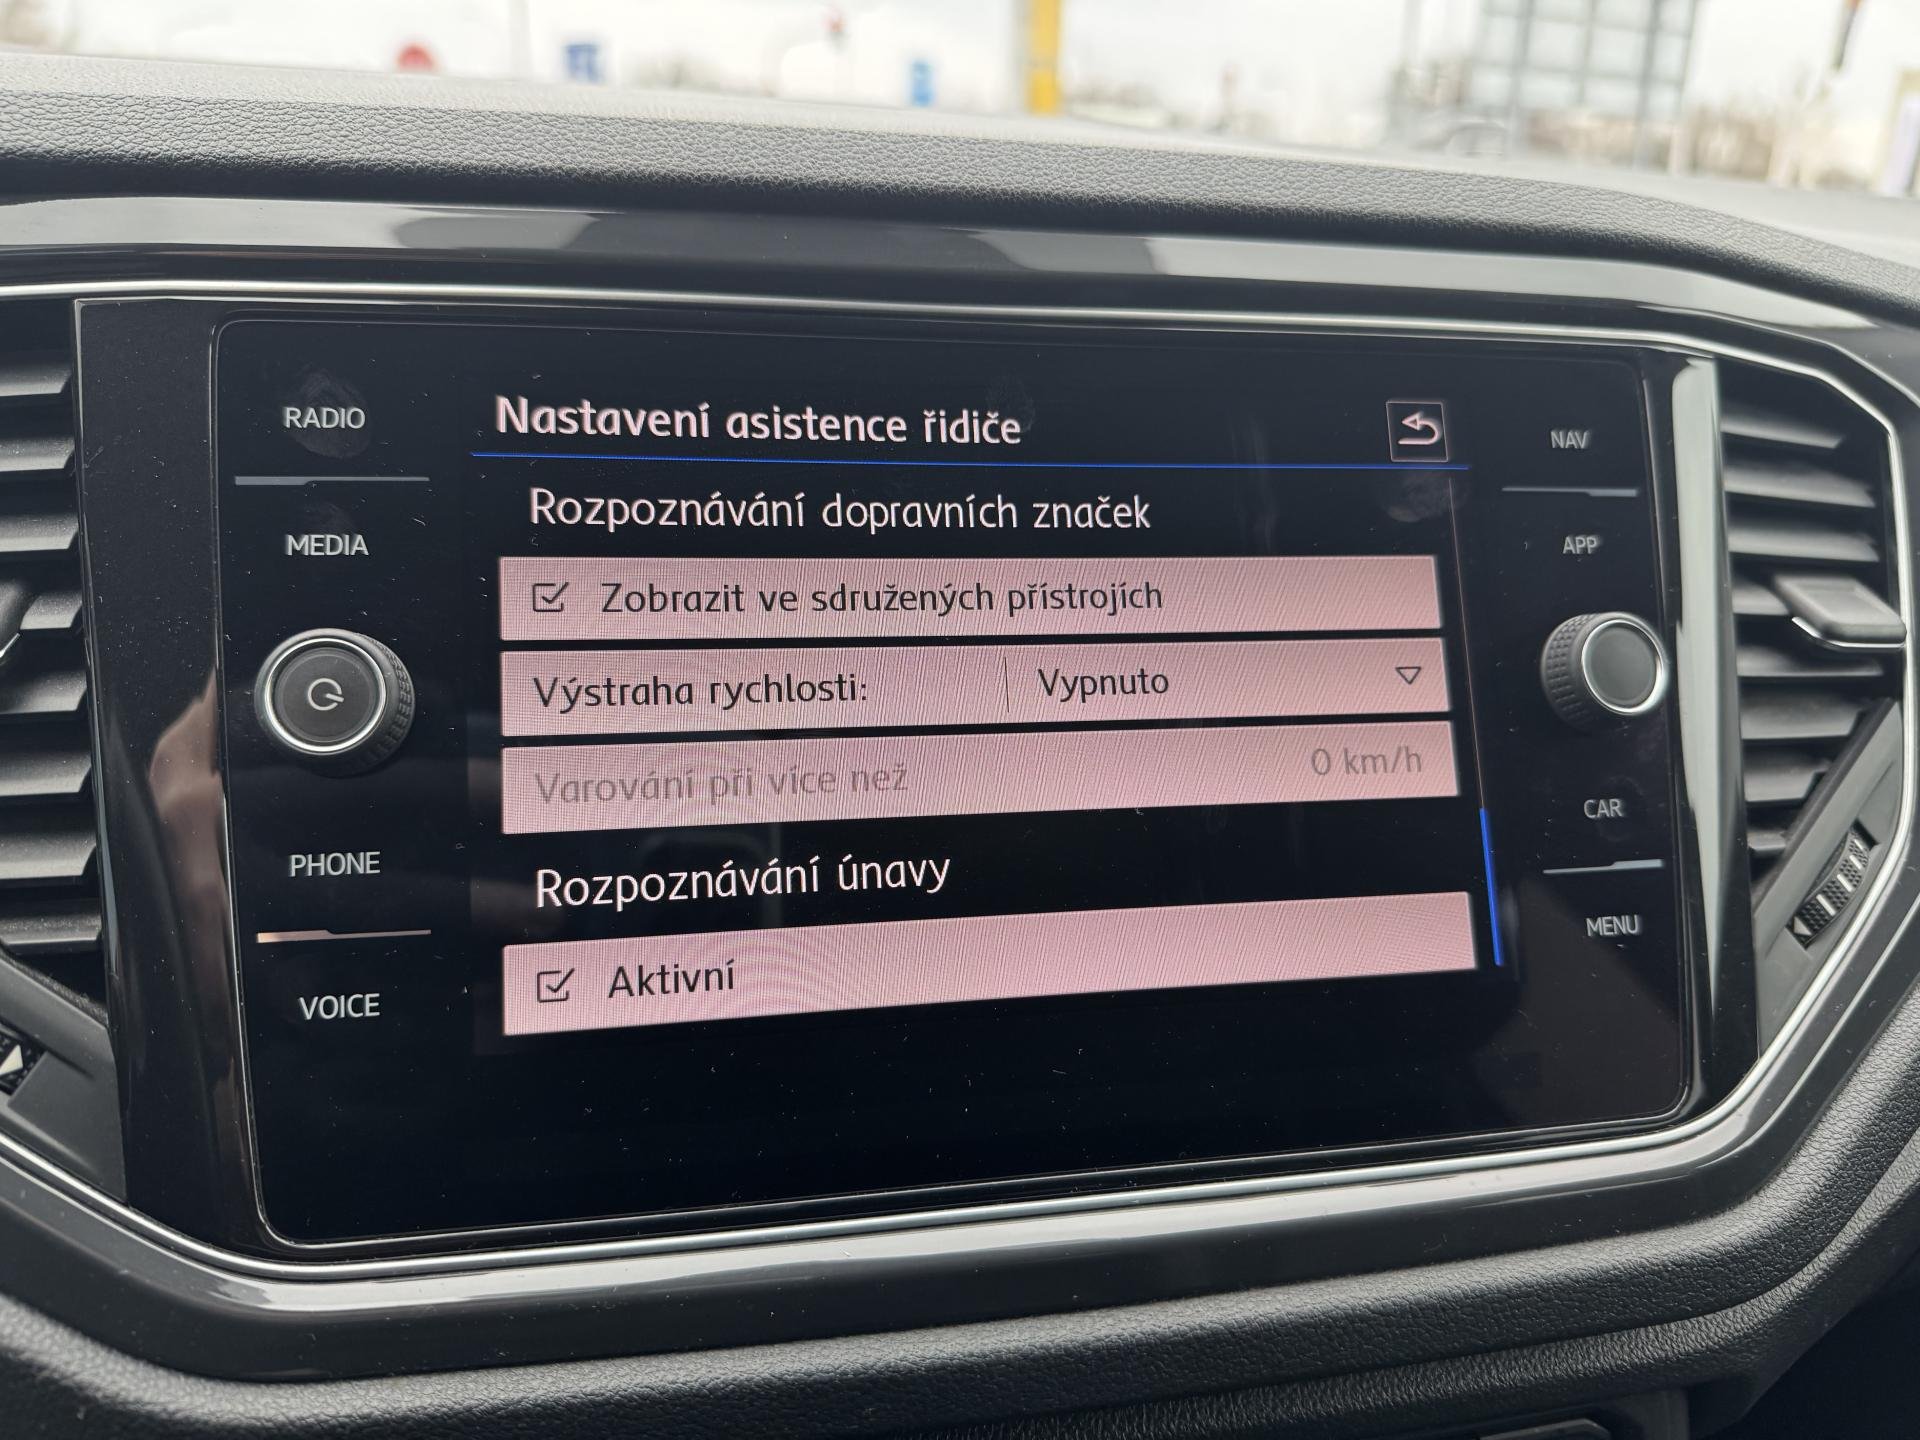 Nastavení asistence řidiče
Rozpoznávání dopravních značek
Zobrazit ve sdružených přístrojích
Výstraha rychlosti: Vypnuto
Varování při více než 0 km/h
Rozpoznávání únavy
Aktivní
RADIO
MEDIA
PHONE
VOICE
NAV
APP
CAR
MENU